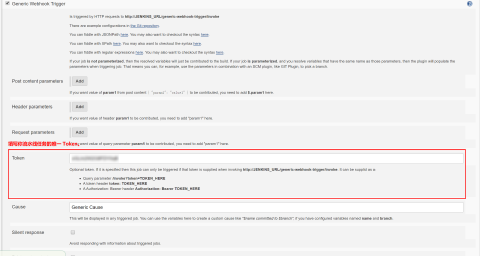 Generic Webhook Trigger
Is triggered by HTTP requests to http://JENKINS_URL/generic-webhook-trigger/invoke
There are example configurations in the Git repository.
You can fiddle with JSONPath here. You may also want to checkout the syntax here.
You can fiddle with XPath here. You may also want to checkout the syntax here.
You can fiddle with regular expressions here. You may also want to checkout the syntax here.
If your job is not parameterized, then the resolved variables will just be contributed to the build. If your job is parameterized, and you resolve variables that have the same name as those parameters, then the plugin will populate the parameters when triggering job. That means you can, for example, use the parameters in combination with an SCM plugin, like GIT Plugin, to pick a branch.
Post content parameters
Add
If you want value of param1 from post content to be contributed, you need to add
Header parameters
Add
If you want value of header param1 to be contributed, you need to add "param1" here.
Request parameters
Add
want value of query parameter param1 to be contributed, you need to add "param1" here.
Token
Optional token. If it is specified then this job can only be triggered if that token is supplied when invoking http://JENKINS_URL/generic-webhook-trigger/invoke. It can be supplied as a:
• Query parameter /invoke?token=TOKEN_HERE
• A token header token: TOKEN_HERE
• A Authorization: Bearer header Authorization: Bearer TOKEN_HERE
Cause
Generic Cause
This will be displayed in any triggered job. You can use the variables here to create a custom cause like "$name committed to $branch", if you have configured variables named name and branch.
Silent response
Avoid responding with information about triggered jobs.